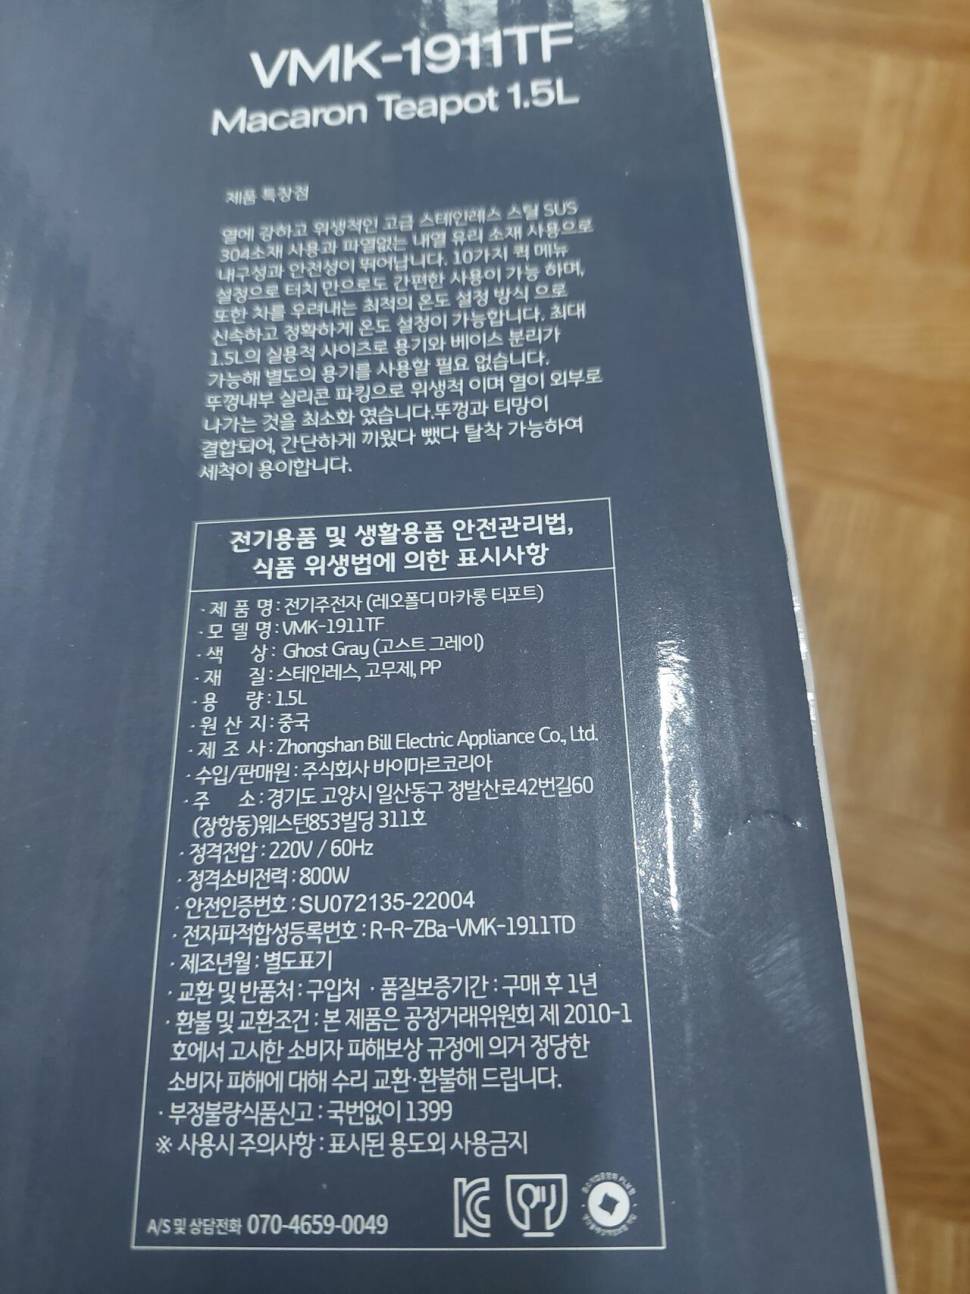 VMK-1911TF
Macaron Teapot 1.5L
제품 특장점
열에 강하고 위생적인 고급 스테인레스 스틸 SUS
304소재 사용과 파열없는 내열 유리 소재 사용으로
내구성과 안전성이 뛰어납니다. 10가지 퀵 메뉴
설정으로 터치 만으로도 간편한 사용이 가능 하며,
또한 차를 우려내는 최적의 온도 설정 방식 으로
신속하고 정확하게 온도 설정이 가능합니다. 최대
1.5L의 실용적 사이즈로 용기와 베이스 분리가
가능해 별도의 용기를 사용할 필요 없습니다.
뚜껑내부 실리콘 파킹으로 위생적 이며 열이 외부로
나가는 것을 최소화 였습니다.뚜껑과 티망이
결합되어, 간단하게 끼웠다 뺐다 탈착 가능하여
세척이 용이합니다.
전기용품 및 생활용품 안전관리법,
식품 위생법에 의한 표시사항
· 제 품 명 : 전기주전자 (레오폴디 마카롱 티포트)
· 모 델 명 : VMK-1911TF
· 색 상 : Ghost Gray (고스트 그레이)
· 재 질 : 스테인레스, 고무제, PP
· 용 량 : 1.5L
· 원 산 지 : 중국
· 제 조 사 : Zhongshan Bill Electric Appliance Co., Ltd.
· 수입/판매원 : 주식회사 바이마르코리아
· 주 소 : 경기도 고양시 일산동구 정발산로42번길60
(장항동)웨스턴853빌딩 311호
· 정격전압 : 220V / 60Hz
· 정격소비전력 : 800W
· 안전인증번호 : SU072135-22004
· 전자파적합성등록번호 : R-R-ZBa-VMK-1911TD
· 제조년월 : 별도표기
· 교환 및 반품처 : 구입처 · 품질보증기간 : 구매 후 1년
· 환불 및 교환조건 : 본 제품은 공정거래위원회 제 2010-1
호에서 고시한 소비자 피해보상 규정에 의거 정당한
소비자 피해에 대해 수리 교환·환불해 드립니다.
· 부정불량식품신고 : 국번없이 1399
※ 사용시 주의사항 : 표시된 용도외 사용금지
A/S 및 상담전화 070-4659-0049